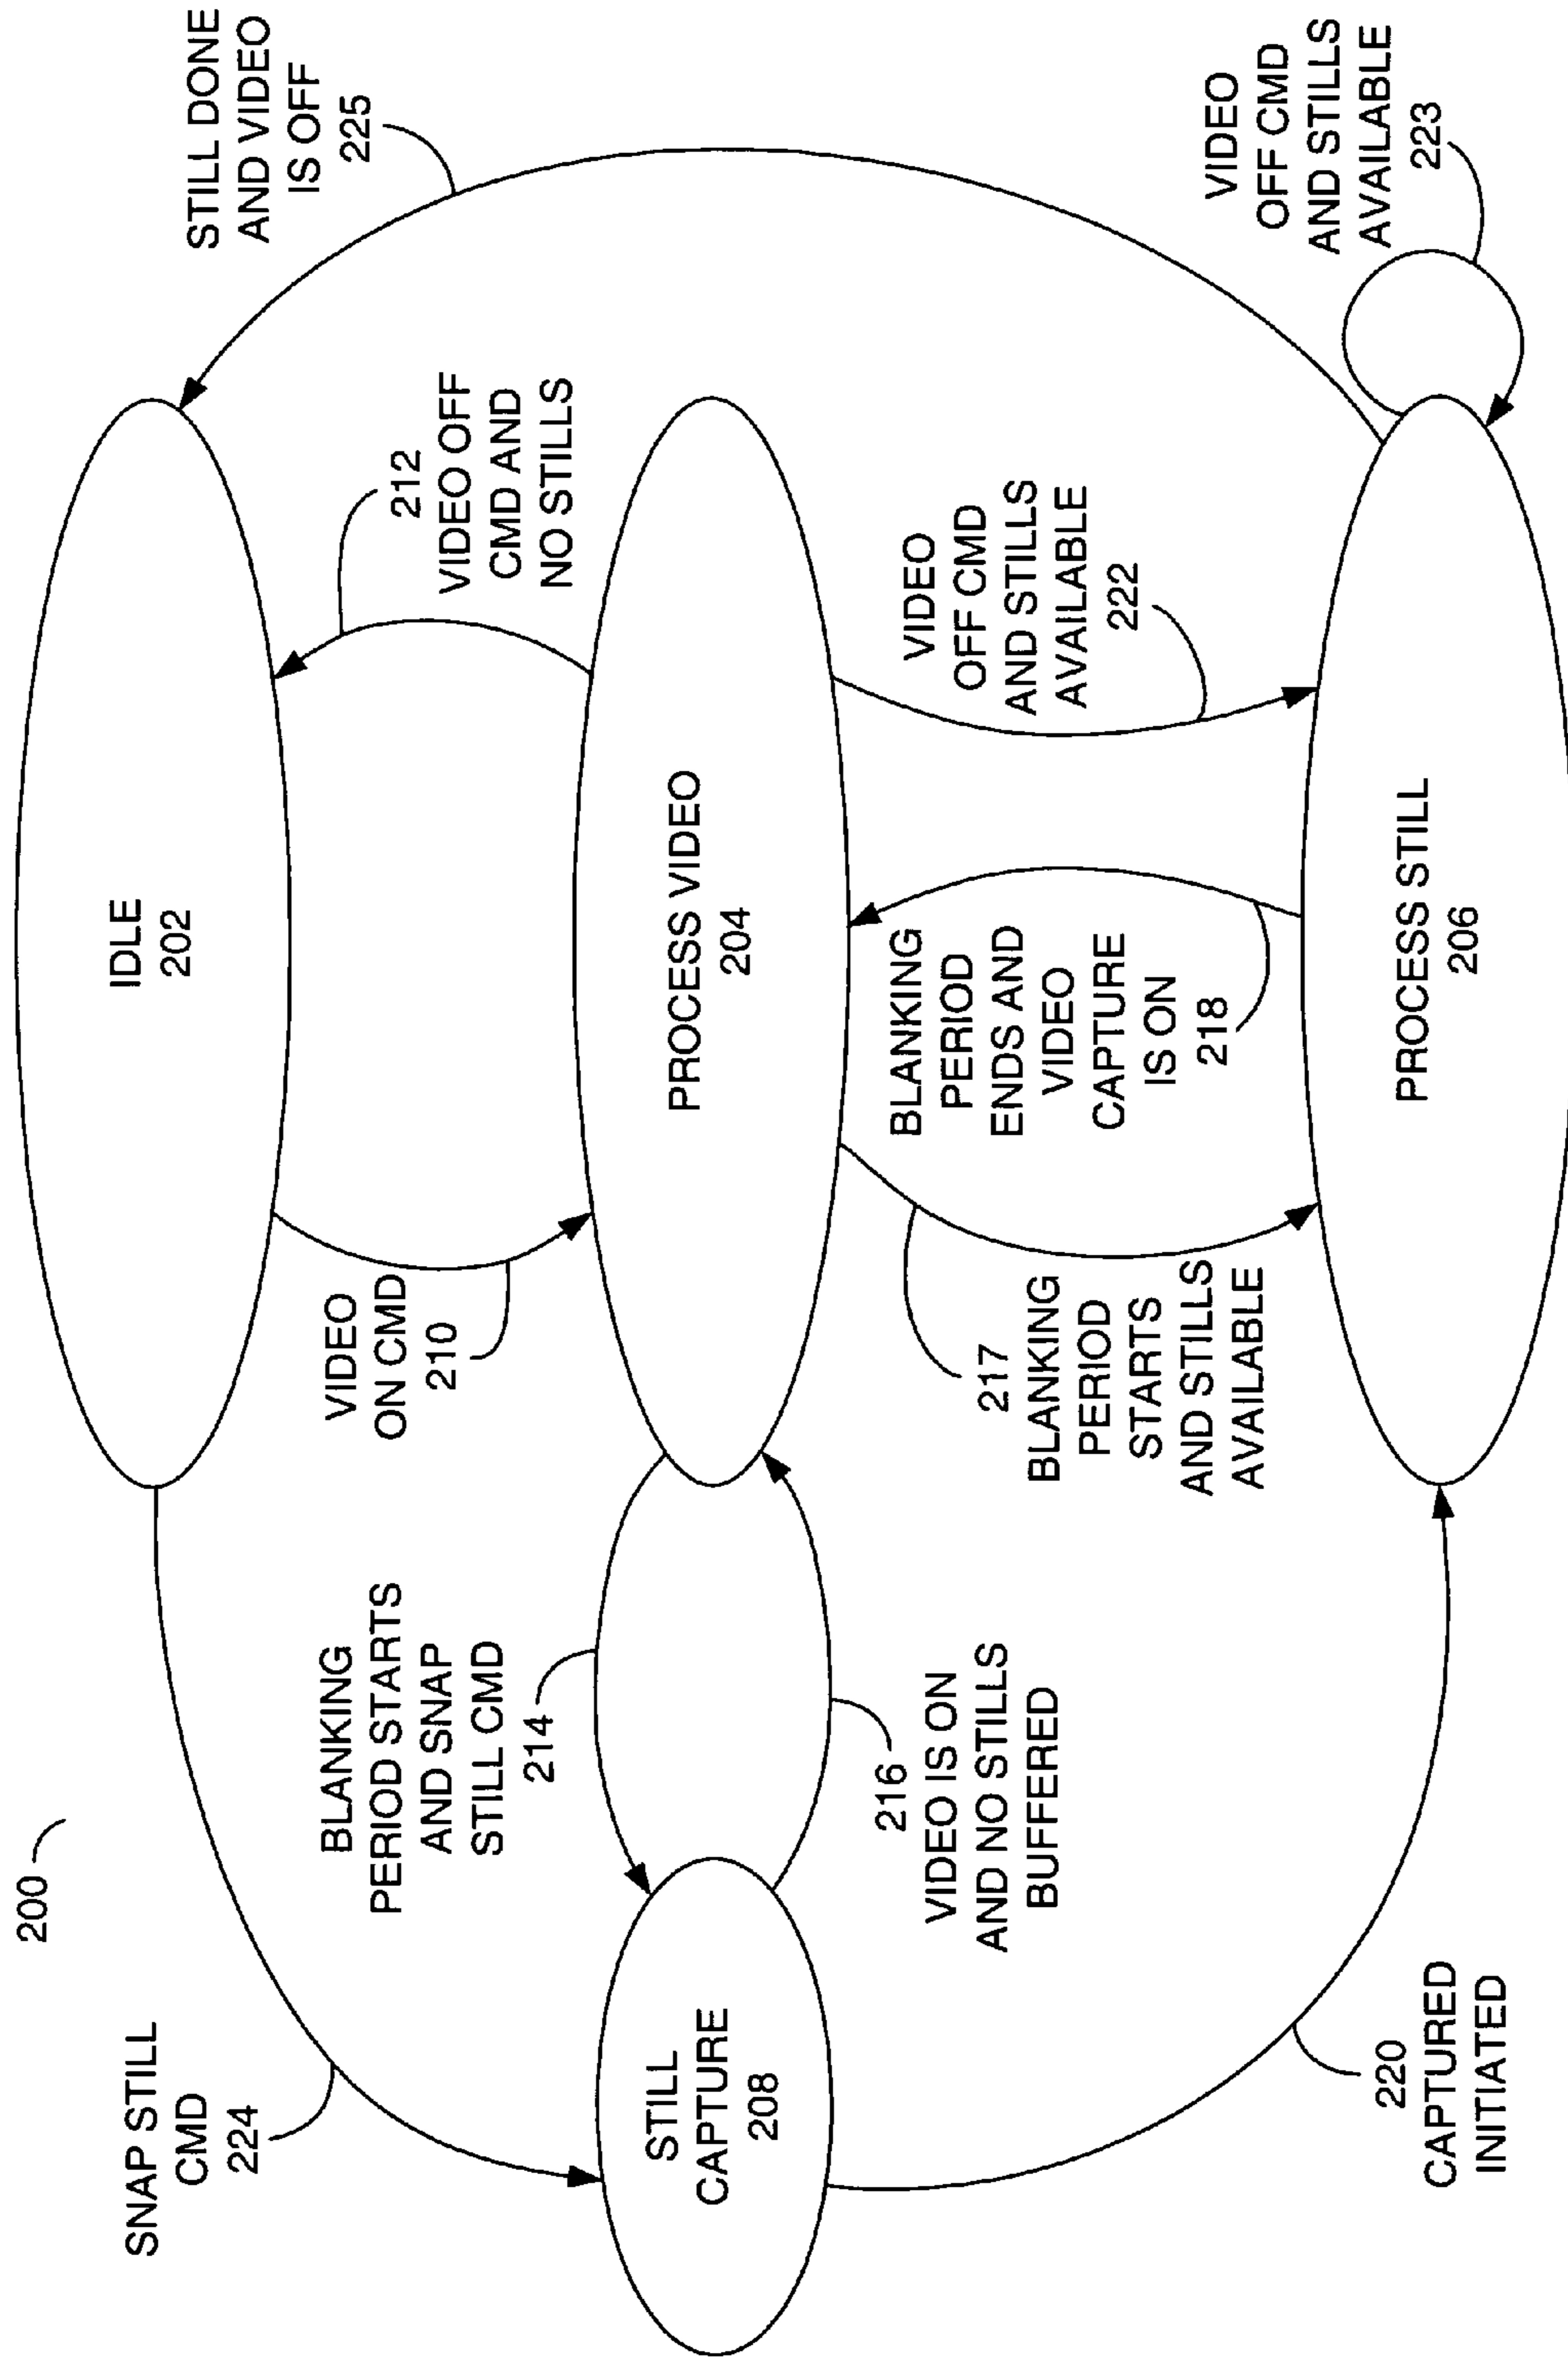 200
SNAP STILL
CMD
224
IDLE
202
STILL DONE
AND VIDEO
IS OFF
225
BLANKING
PERIOD STARTS
AND SNAP
STILL CMD
214
VIDEO
ON CMD
210
212
VIDEO OFF
CMD AND
NO STILLS
STILL
CAPTURE
208
PROCESS VIDEO
204
216
VIDEO IS ON
AND NO STILLS
BUFFERED
217
BLANKING
PERIOD
STARTS
AND STILLS
AVAILABLE
BLANKING
PERIOD
ENDS AND
VIDEO
CAPTURE
IS ON
218
VIDEO
OFF CMD
AND STILLS
AVAILABLE
222
VIDEO
OFF CMD
AND STILLS
AVAILABLE
223
220
CAPTURED
INITIATED
PROCESS STILL
206